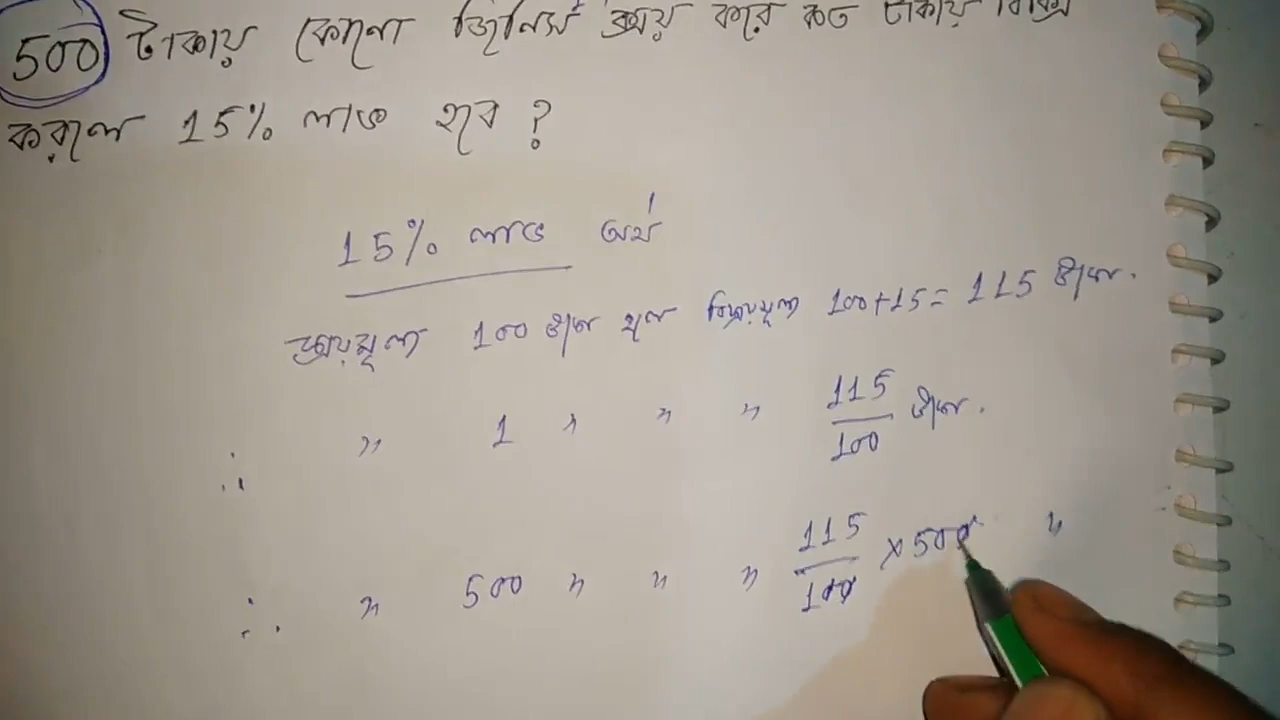 500 টাকায় কোনো জিনিস ক্রয় করে কত টাকায় বিক্রি
করলে 15% লাভ হবে ?
15% লাভ অর্থ
ক্রয়মূল্য 100 টাকা হলে বিক্রয়মূল্য 100+15= 115 টাকা.
∴ " 1 " " " 115/100 টাকা.
∴ " 500 " " " 115/100 × 500 "